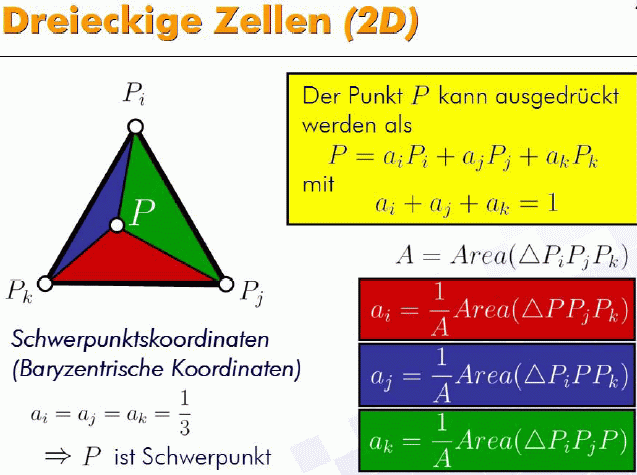 Dreieckige Zellen (2D)
P_i
P
P_k
P_j
Der Punkt P kann ausgedrückt
werden als
P = a_i P_i + a_j P_j + a_k P_k
mit
a_i + a_j + a_k = 1
A = Area(△P_i P_j P_k)
a_i = 1/A Area(△P P_j P_k)
a_j = 1/A Area(△P_i P P_k)
a_k = 1/A Area(△P_i P_j P)
Schwerpunktskoordinaten
(Baryzentrische Koordinaten)
a_i = a_j = a_k = 1/3
⇒ P ist Schwerpunkt